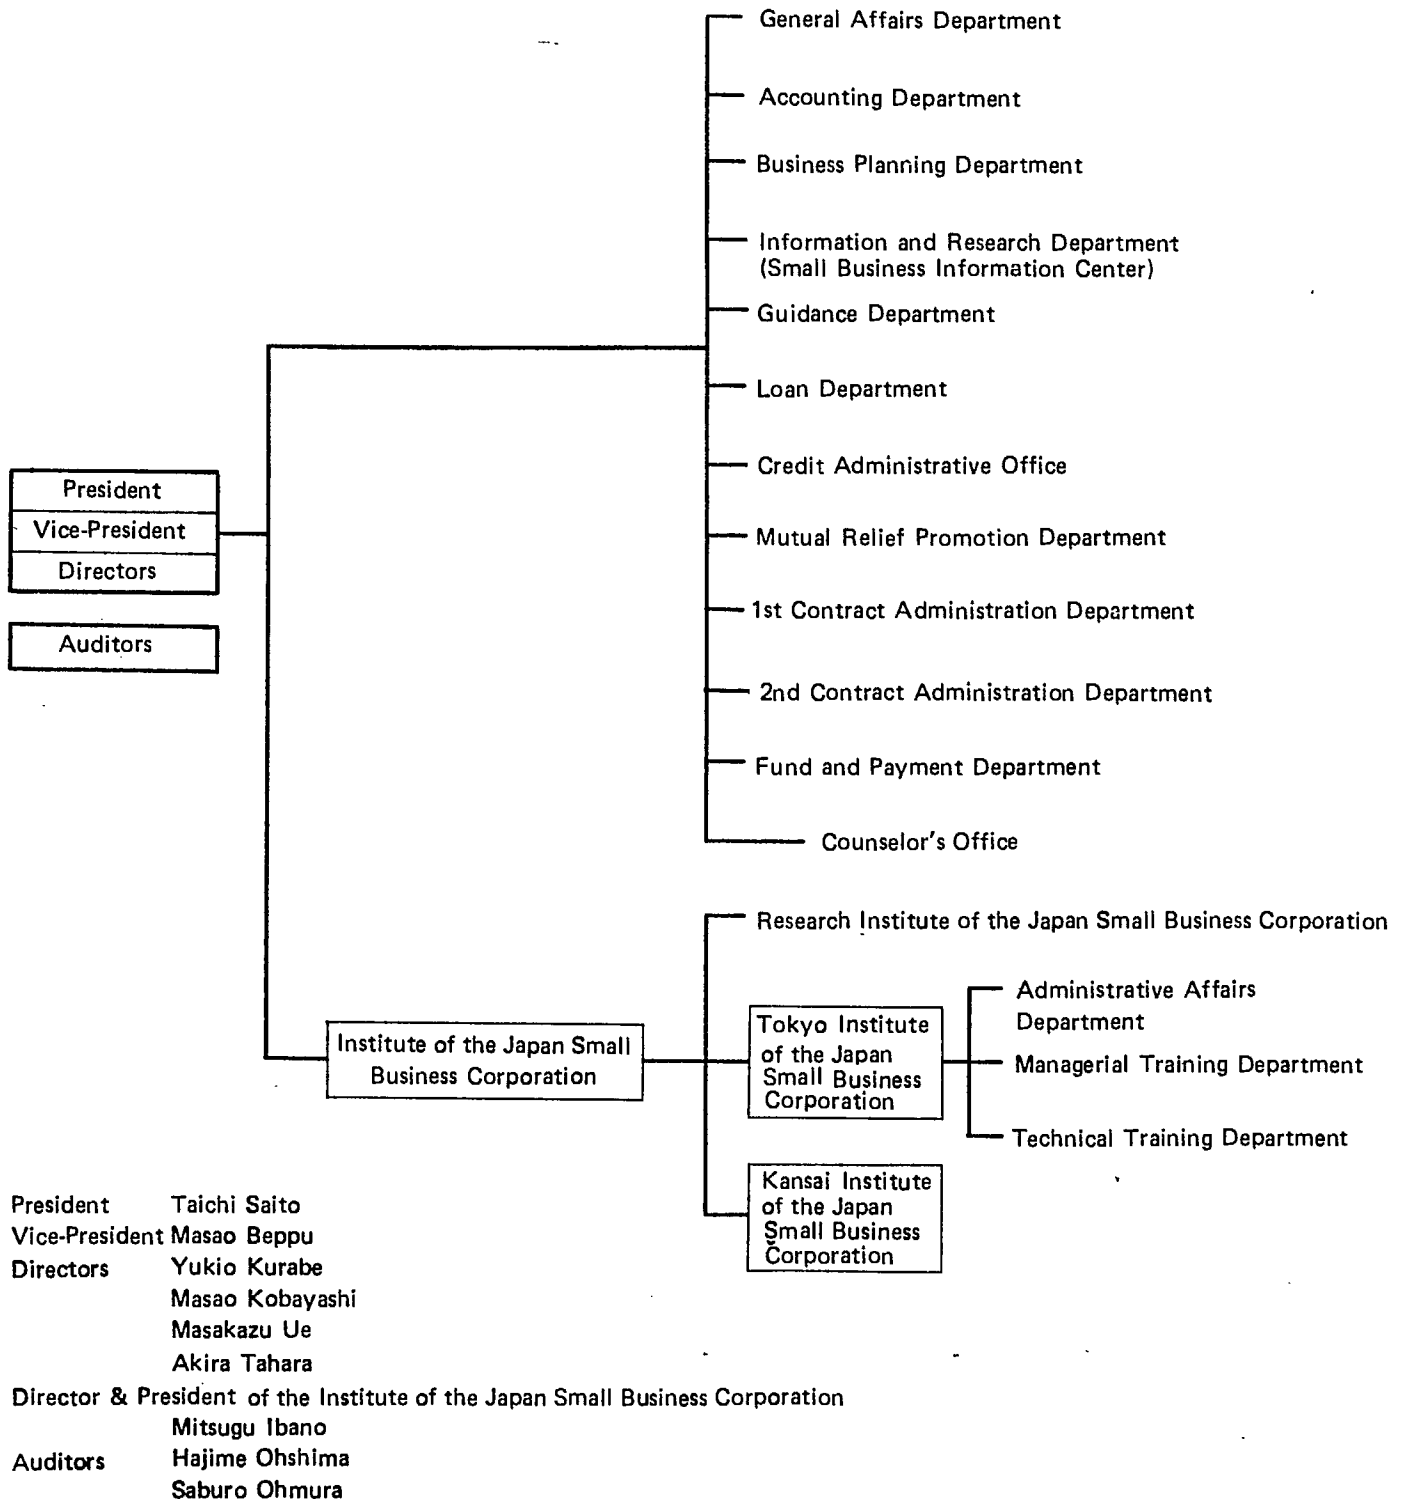 General Affairs Department
Accounting Department
Business Planning Department
Information and Research Department
(Small Business Information Center)
Guidance Department
Loan Department
Credit Administrative Office
Mutual Relief Promotion Department
1st Contract Administration Department
2nd Contract Administration Department
Fund and Payment Department
Counselor's Office
President
Vice-President
Directors
Auditors
Research Institute of the Japan Small Business Corporation
Institute of the Japan Small
Business Corporation
Tokyo Institute
of the Japan
Small Business
Corporation
Administrative Affairs
Department
Managerial Training Department
Technical Training Department
Kansai Institute
of the Japan
Small Business
Corporation
President Taichi Saito
Vice-President Masao Beppu
Directors Yukio Kurabe
Masao Kobayashi
Masakazu Ue
Akira Tahara
Director & President of the Institute of the Japan Small Business Corporation
Mitsugu Ibano
Auditors Hajime Ohshima
Saburo Ohmura